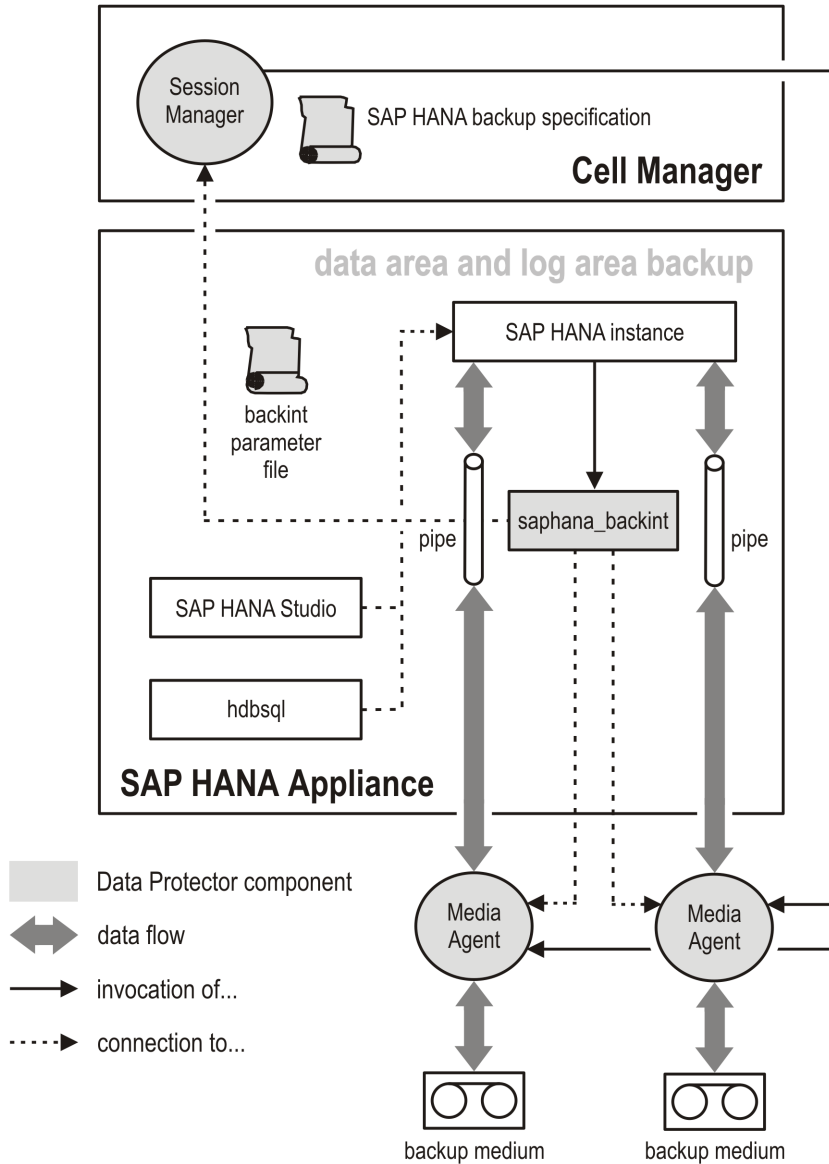 Session
Manager
SAP HANA backup specification
Cell Manager
data area and log area backup
SAP HANA instance
backint
parameter
file
saphana_backint
pipe
pipe
SAP HANA Studio
hdbsql
SAP HANA Appliance
Data Protector component
data flow
invocation of...
connection to...
Media
Agent
Media
Agent
backup medium
backup medium